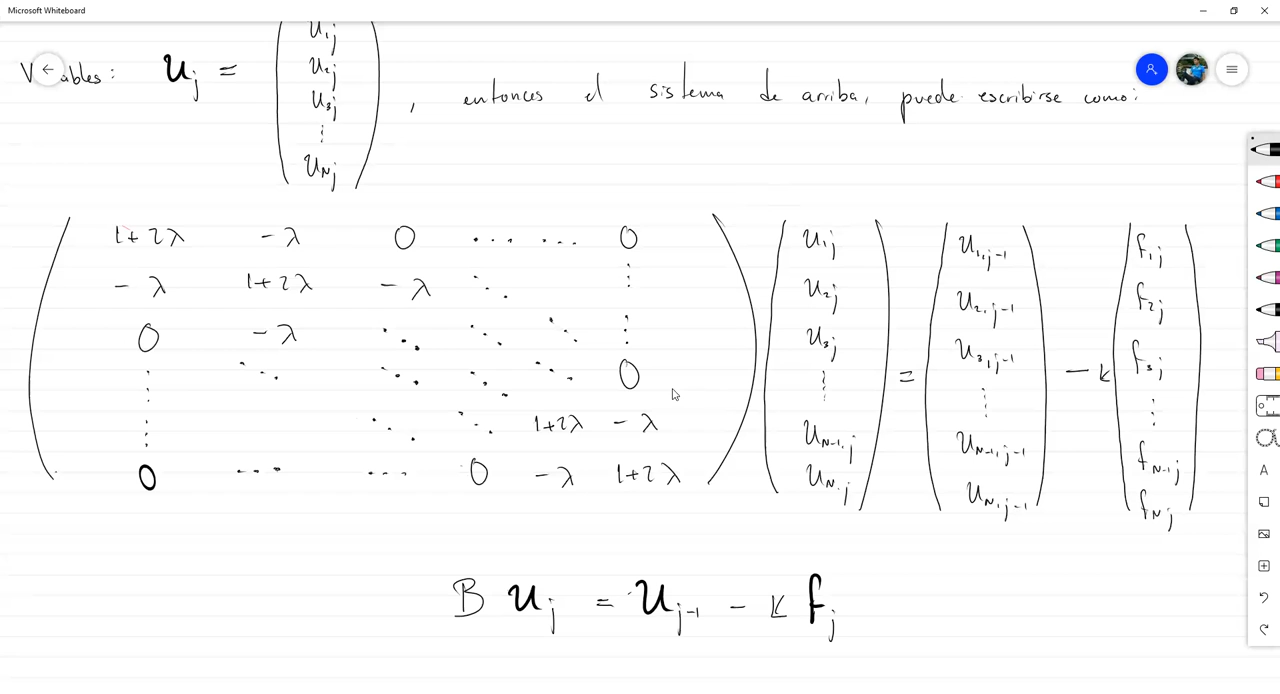 Microsoft Whiteboard
u_j = ( u_1j u_2j u_3j ⋮ u_Nj ) , entonces el sistema de arriba, puede escribirse como:
1+2λ -λ 0 ... ... 0 u_1j u_1,j-1 f_1j
-λ 1+2λ -λ ⋱ ⋮ u_2j u_2,j-1 f_2j
0 -λ ⋱ ⋱ ⋱ ⋮ u_3j u_3,j-1 f_3j
⋮ ⋱ ⋱ ⋱ ⋱ 0 ⋮ = ⋮ - k ⋮
⋮ ⋱ ⋱ 1+2λ -λ u_N-1,j u_N-1,j-1 f_N-1j
0 ... ... 0 -λ 1+2λ u_N,j u_N,j-1 f_Nj
B u_j = u_j-1 - k f_j